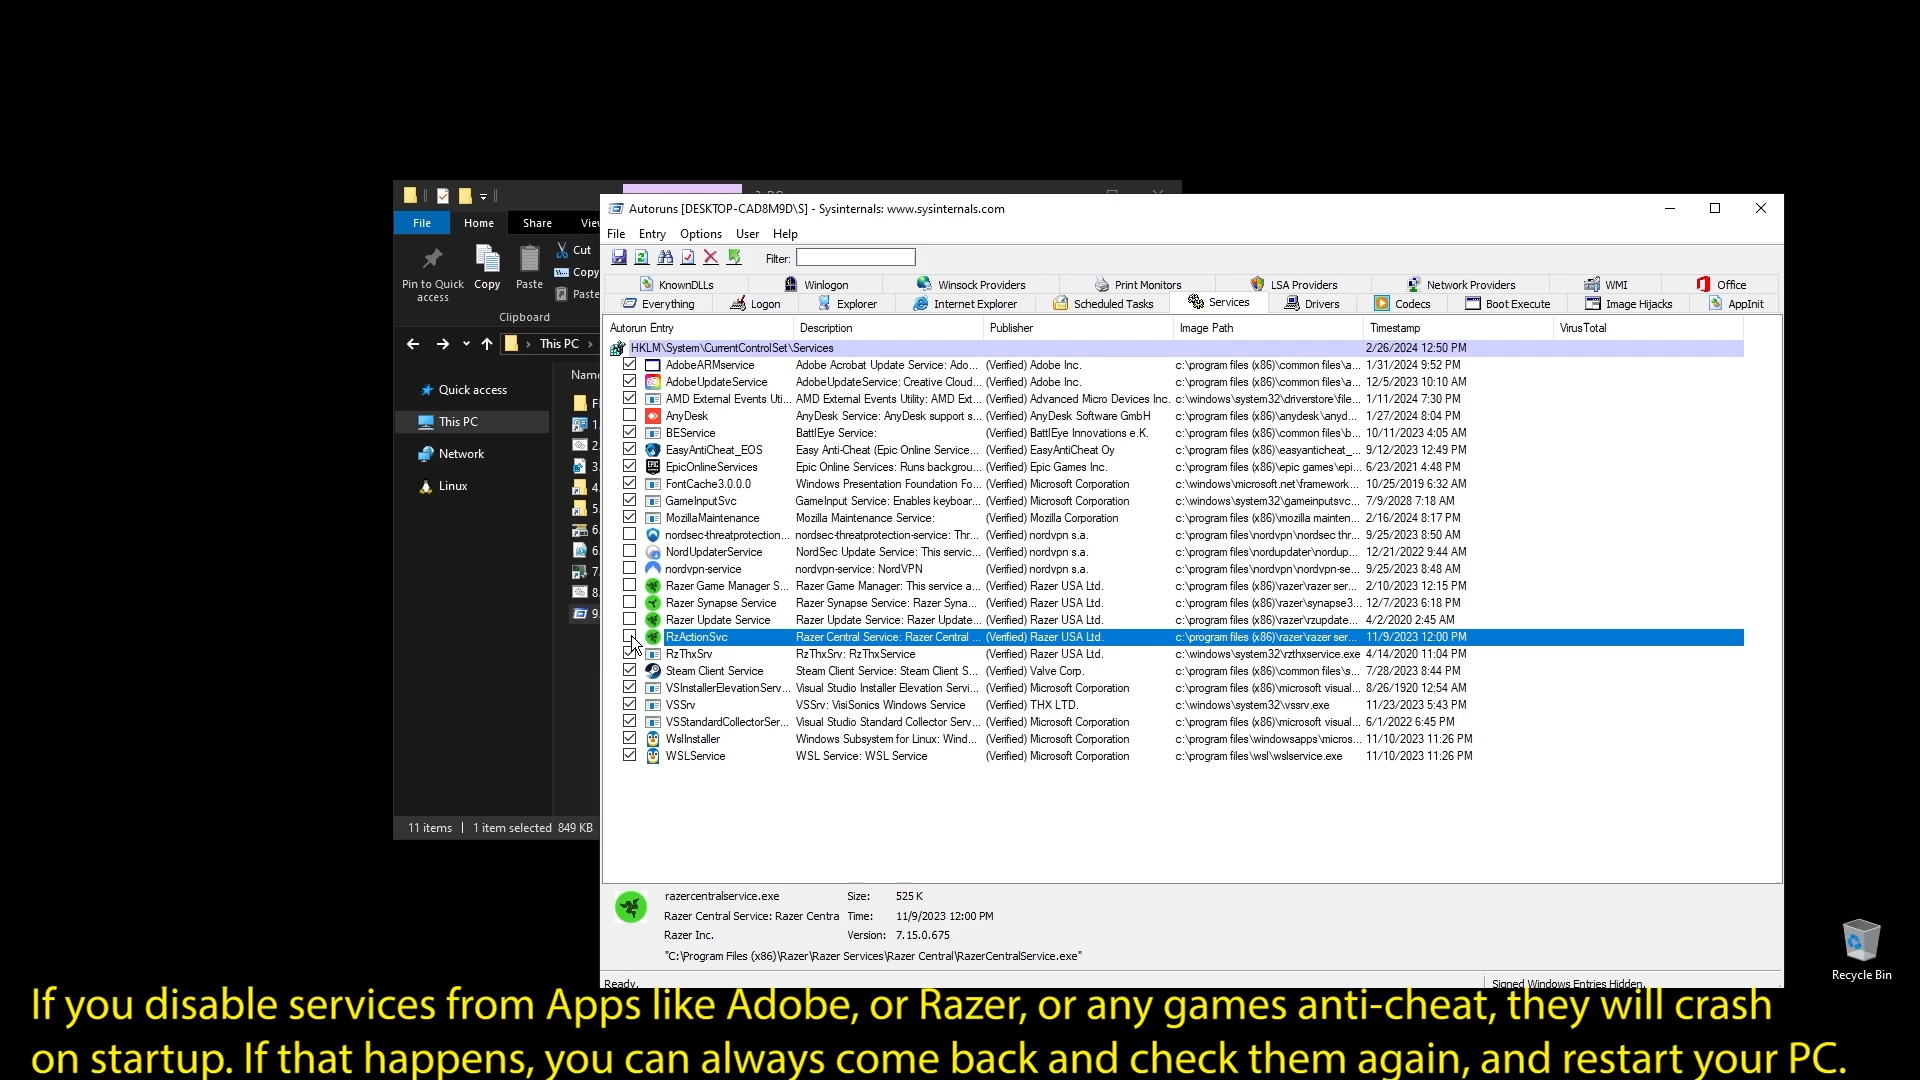 Autoruns [DESKTOP-CAD8M9D\S] - Sysinternals: www.sysinternals.com
File Entry Options User Help
Filter:
KnownDLLs Winlogon Winsock Providers Print Monitors LSA Providers Network Providers WMI Office
Everything Logon Explorer Internet Explorer Scheduled Tasks Services Drivers Codecs Boot Execute Image Hijacks AppInit
Autorun Entry Description Publisher Image Path Timestamp VirusTotal
HKLM\System\CurrentControlSet\Services 2/26/2024 12:50 PM
AdobeARMservice Adobe Acrobat Update Service: Ado... (Verified) Adobe Inc. c:\program files (x86)\common files\a... 1/31/2024 9:52 PM
AdobeUpdateService AdobeUpdateService: Creative Cloud... (Verified) Adobe Inc. c:\program files (x86)\common files\a... 12/5/2023 10:10 AM
AMD External Events Uti... AMD External Events Utility: AMD Ext... (Verified) Advanced Micro Devices Inc. c:\windows\system32\driverstore\file... 1/11/2024 7:30 PM
AnyDesk AnyDesk Service: AnyDesk support s... (Verified) AnyDesk Software GmbH c:\program files (x86)\anydesk\anyd... 1/27/2024 8:04 PM
BEService BattlEye Service: (Verified) BattlEye Innovations e.K. c:\program files (x86)\common files\b... 10/11/2023 4:05 AM
EasyAntiCheat_EOS Easy Anti-Cheat (Epic Online Service... (Verified) EasyAntiCheat Oy c:\program files (x86)\easyanticheat_... 9/12/2023 12:49 PM
EpicOnlineServices Epic Online Services: Runs backgrou... (Verified) Epic Games Inc. c:\program files (x86)\epic games\epi... 6/23/2021 4:48 PM
FontCache3.0.0.0 Windows Presentation Foundation Fo... (Verified) Microsoft Corporation c:\windows\microsoft.net\framework... 10/25/2019 6:32 AM
GameInputSvc GameInput Service: Enables keyboar... (Verified) Microsoft Corporation c:\windows\system32\gameinputsvc... 7/9/2028 7:18 AM
MozillaMaintenance Mozilla Maintenance Service: (Verified) Mozilla Corporation c:\program files (x86)\mozilla mainten... 2/16/2024 8:17 PM
nordsec-threatprotection... nordsec-threatprotection-service: Thr... (Verified) nordvpn s.a. c:\program files\nordvpn\nordsec thr... 9/25/2023 8:50 AM
NordUpdaterService NordSec Update Service: This servic... (Verified) nordvpn s.a. c:\program files\nordupdater\nordup... 12/21/2022 9:44 AM
nordvpn-service nordvpn-service: NordVPN (Verified) nordvpn s.a. c:\program files\nordvpn\nordvpn-se... 9/25/2023 8:48 AM
Razer Game Manager S... Razer Game Manager: This service a... (Verified) Razer USA Ltd. c:\program files (x86)\razer\razer ser... 2/10/2023 12:15 PM
Razer Synapse Service Razer Synapse Service: Razer Syna... (Verified) Razer USA Ltd. c:\program files (x86)\razer\synapse3... 12/7/2023 6:18 PM
Razer Update Service Razer Update Service: Razer Update... (Verified) Razer USA Ltd. c:\program files (x86)\razer\rzupdate... 4/2/2020 2:45 AM
RzActionSvc Razer Central Service: Razer Central ... (Verified) Razer USA Ltd. c:\program files (x86)\razer\razer ser... 11/9/2023 12:00 PM
RzThxSrv RzThxSrv: RzThxService (Verified) Razer USA Ltd. c:\windows\system32\rzthxservice.exe 4/14/2020 11:04 PM
Steam Client Service Steam Client Service: Steam Client S... (Verified) Valve Corp. c:\program files (x86)\common files\s... 7/28/2023 8:44 PM
VSInstallerElevationServ... Visual Studio Installer Elevation Servi... (Verified) Microsoft Corporation c:\program files (x86)\microsoft visual... 8/26/1920 12:54 AM
VSSrv VSSrv: VisiSonics Windows Service (Verified) THX LTD. c:\windows\system32\vssrv.exe 11/23/2023 5:43 PM
VSStandardCollectorSer... Visual Studio Standard Collector Serv... (Verified) Microsoft Corporation c:\program files (x86)\microsoft visual... 6/1/2022 6:45 PM
WslInstaller Windows Subsystem for Linux: Wind... (Verified) Microsoft Corporation c:\program files\windowsapps\micros... 11/10/2023 11:26 PM
WSLService WSL Service: WSL Service (Verified) Microsoft Corporation c:\program files\wsl\wslservice.exe 11/10/2023 11:26 PM
razercentralservice.exe Size: 525 K
Razer Central Service: Razer Centra Time: 11/9/2023 12:00 PM
Razer Inc. Version: 7.15.0.675
"C:\Program Files (x86)\Razer\Razer Services\Razer Central\RazerCentralService.exe"
Ready. Signed Windows Entries Hidden.
File Home Share
Cut
Pin to Quick access Copy Paste Copy
Paste
Clipboard
This PC
Quick access
This PC
Network
Linux
1.
2.
3.
4.
5.
6.
6.
7.
8.
9.
11 items 1 item selected 849 KB
Recycle Bin
If you disable services from Apps like Adobe, or Razer, or any games anti-cheat, they will crash
on startup. If that happens, you can always come back and check them again, and restart your PC.